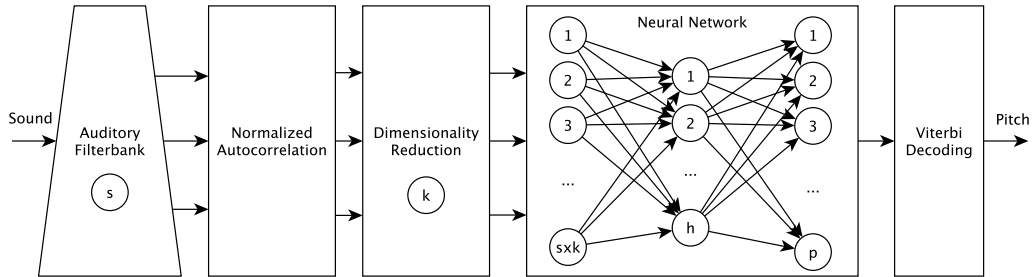 Sound
Auditory
Filterbank
s
Normalized
Autocorrelation
Dimensionality
Reduction
k
Neural Network
1
2
3
...
sxk
1
2
...
h
1
2
3
...
p
Viterbi
Decoding
Pitch